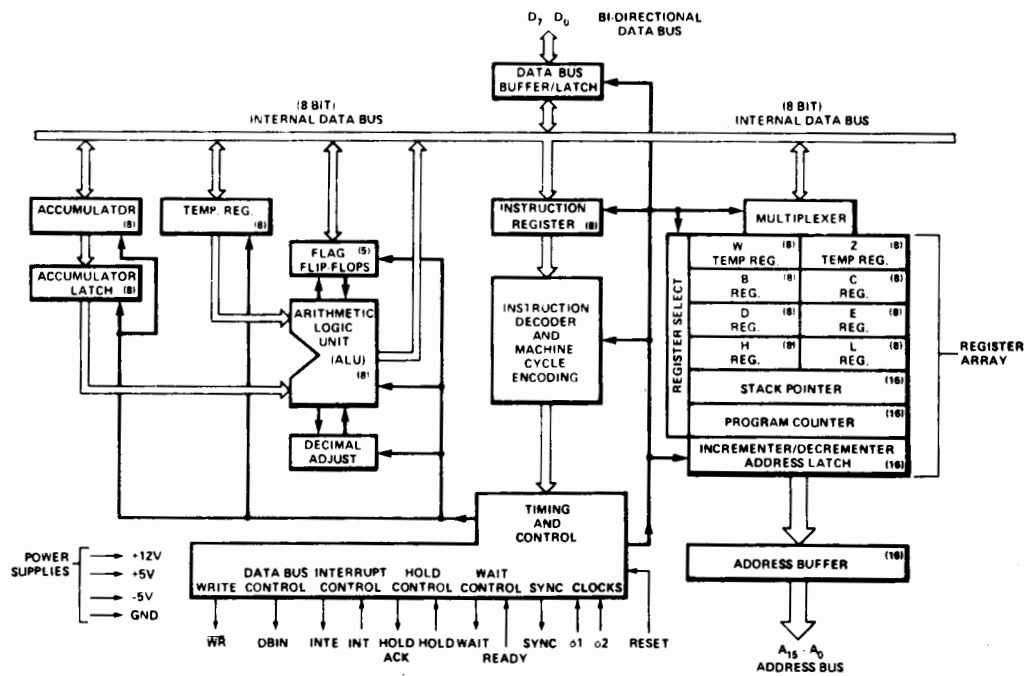 D7 D0 BI-DIRECTIONAL
DATA BUS
DATA BUS
BUFFER/LATCH
(8 BIT)
INTERNAL DATA BUS
(8 BIT)
INTERNAL DATA BUS
ACCUMULATOR
(8)
TEMP. REG.
(8)
INSTRUCTION
REGISTER (8)
MULTIPLEXER
FLAG (5)
FLIP-FLOPS
ACCUMULATOR
LATCH (8)
ARITHMETIC
LOGIC
UNIT
(ALU)
(8)
DECIMAL
ADJUST
INSTRUCTION
DECODER
AND
MACHINE
CYCLE
ENCODING
REGISTER SELECT
W (8)
TEMP REG.
Z (8)
TEMP REG.
B (8)
REG.
C (8)
REG.
D (8)
REG.
E (8)
REG.
H (8)
REG.
L (8)
REG.
STACK POINTER (16)
PROGRAM COUNTER (16)
INCREMENTER/DECREMENTER
ADDRESS LATCH (16)
REGISTER
ARRAY
TIMING
AND
CONTROL
WRITE
DATA BUS
CONTROL
INTERRUPT
CONTROL
HOLD
CONTROL
WAIT
CONTROL
SYNC
CLOCKS
ADDRESS BUFFER (16)
POWER
SUPPLIES
+12V
+5V
-5V
GND
WR
DBIN
INTE
INT
HOLD
ACK
HOLD
WAIT
READY
SYNC
ø1
ø2
RESET
A15 - A0
ADDRESS BUS